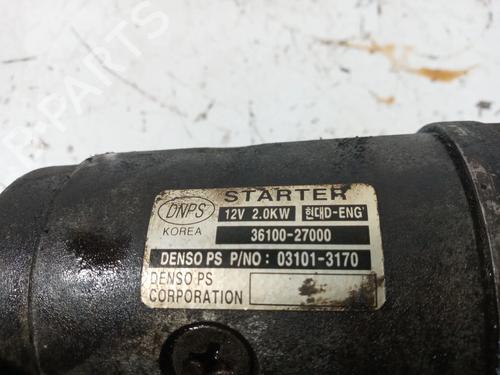 STARTER
DNPS
KOREA
12V 2.0KW 현대D-ENG'
36100-27000
DENSO PS P/NO : 03101-3170
DENSO PS
CORPORATION
B-PARTS